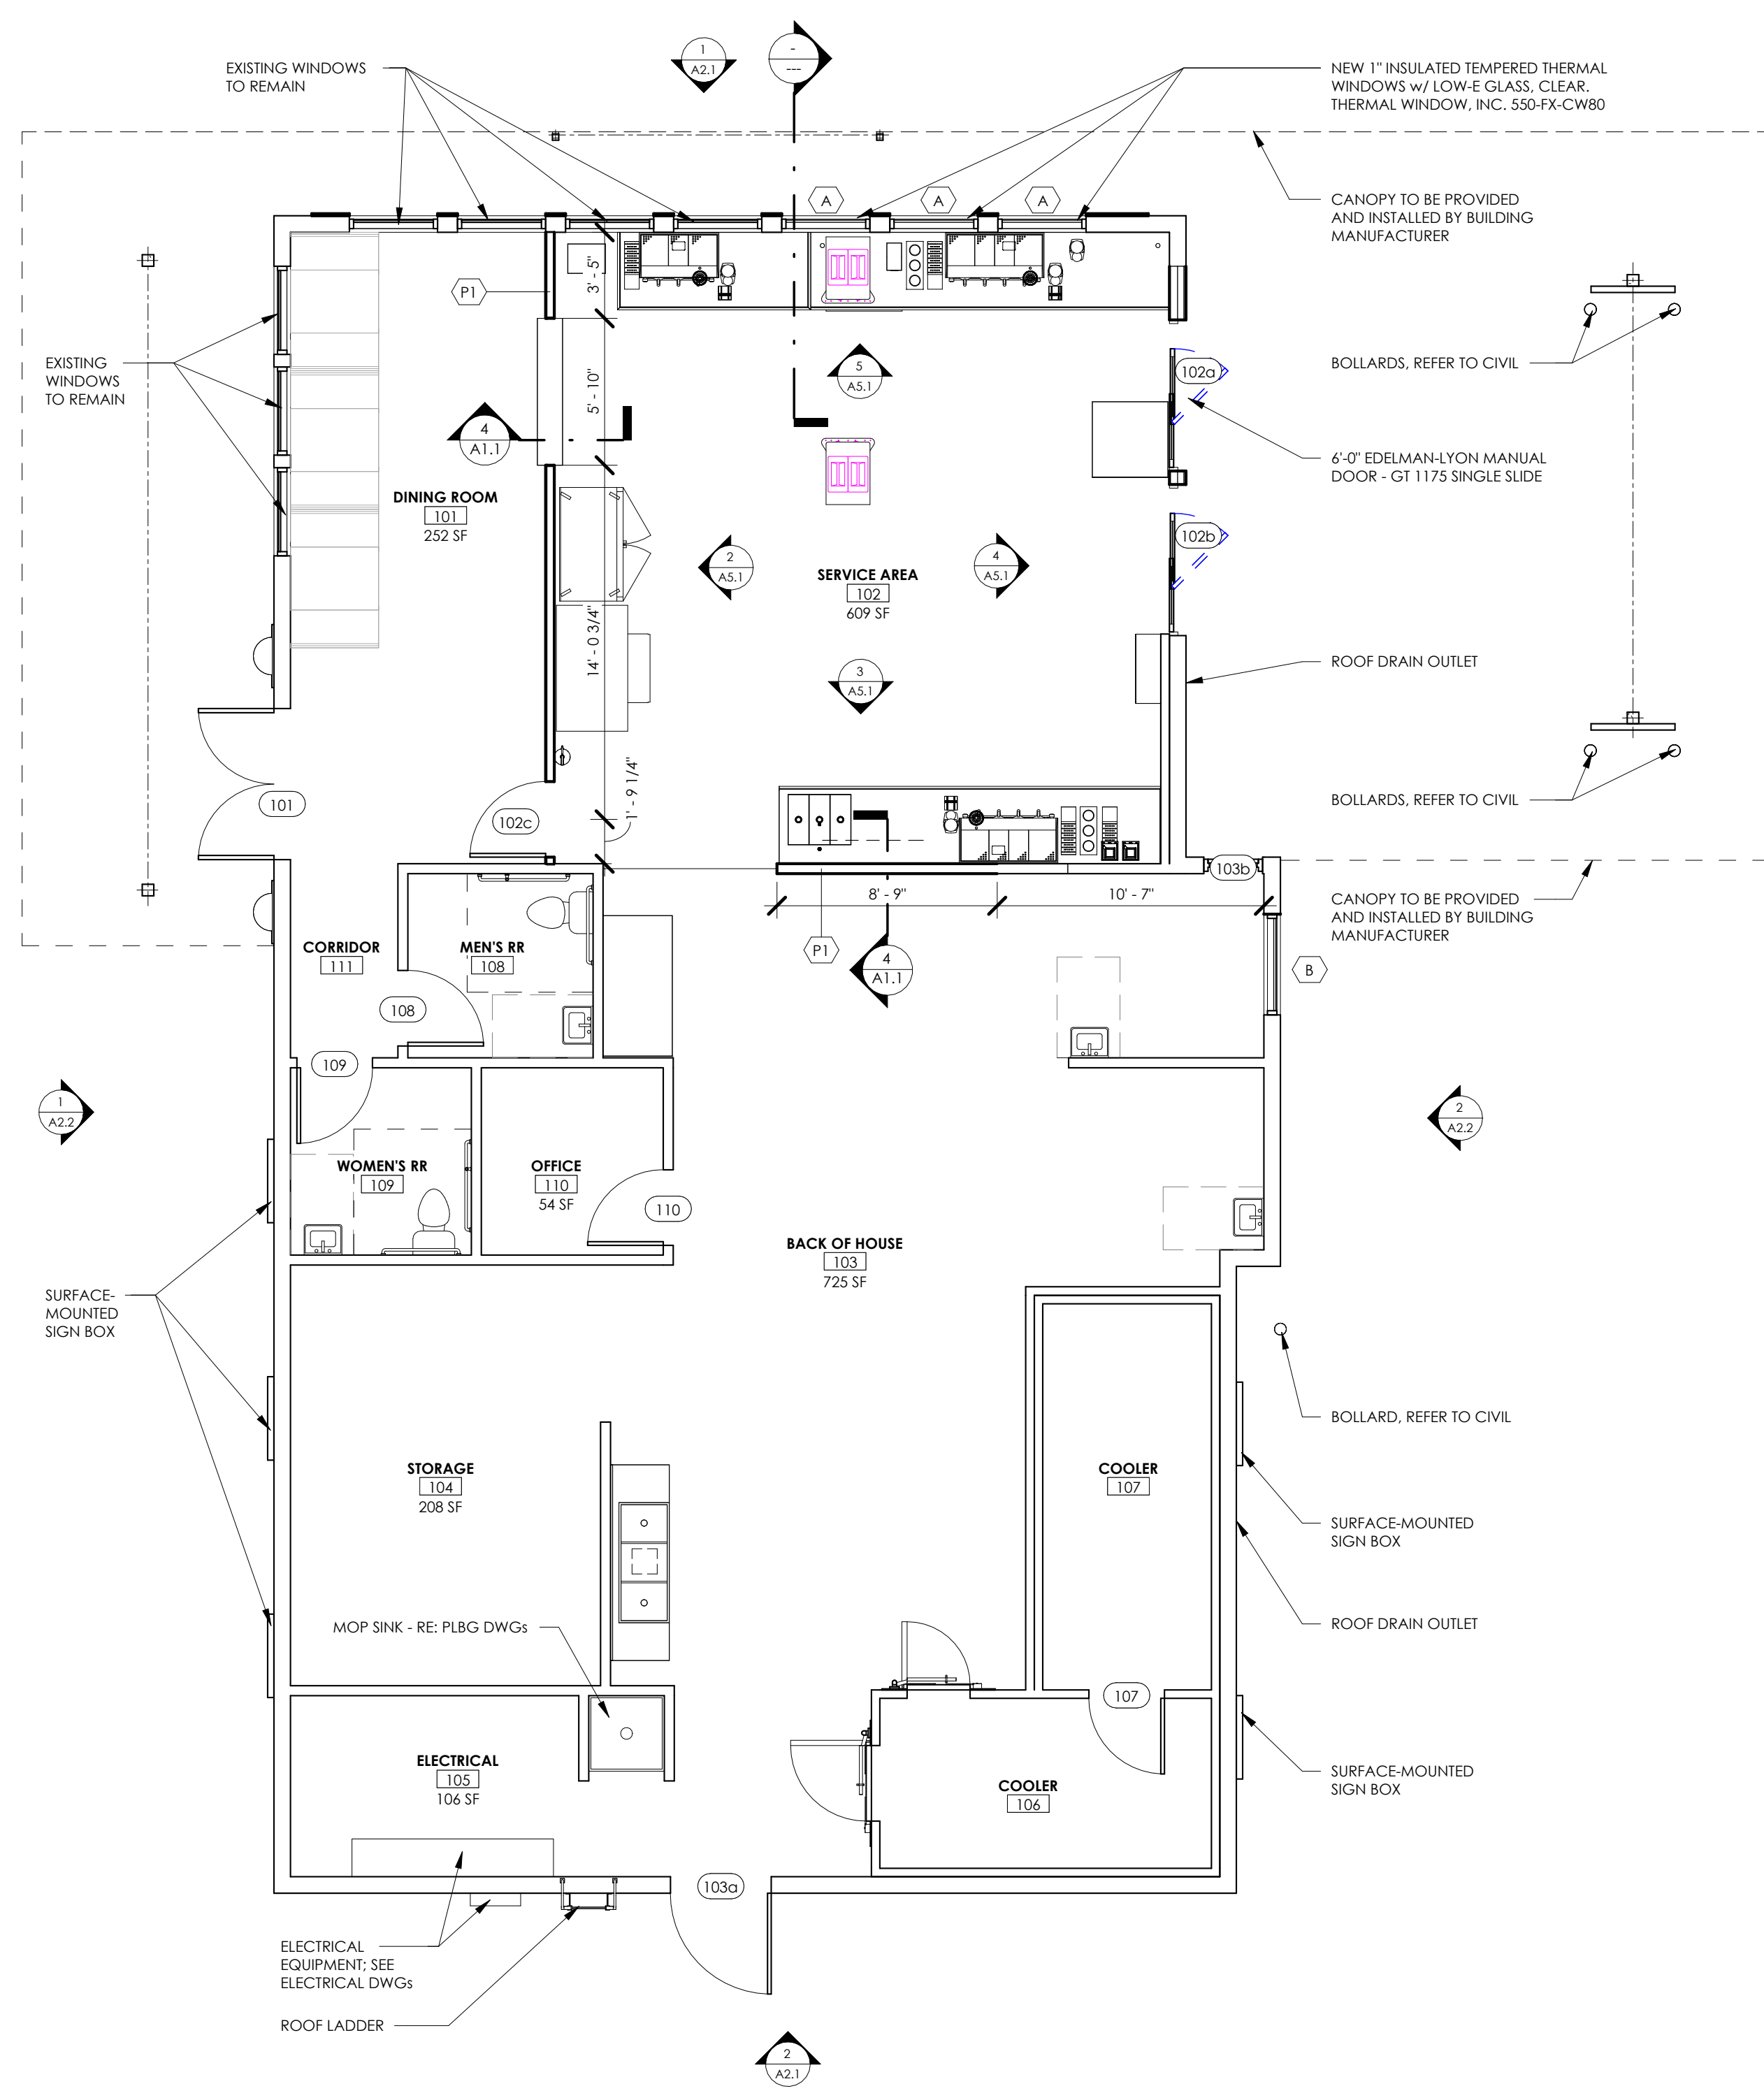 1
A2.1
-
---
EXISTING WINDOWS
TO REMAIN
NEW 1" INSULATED TEMPERED THERMAL
WINDOWS w/ LOW-E GLASS, CLEAR.
THERMAL WINDOW, INC. 550-FX-CW80
A
A
A
CANOPY TO BE PROVIDED
AND INSTALLED BY BUILDING
MANUFACTURER
P1
3' - 5"
EXISTING
WINDOWS
TO REMAIN
5
A5.1
102a
BOLLARDS, REFER TO CIVIL
5' - 10"
4
A1.1
6'-0" EDELMAN-LYON MANUAL
DOOR - GT 1175 SINGLE SLIDE
DINING ROOM
101
252 SF
102b
2
A5.1
4
A5.1
SERVICE AREA
102
609 SF
14' - 0 3/4"
3
A5.1
ROOF DRAIN OUTLET
1' - 9 1/4"
101
102c
BOLLARDS, REFER TO CIVIL
103b
8' - 9"
10' - 7"
CANOPY TO BE PROVIDED
AND INSTALLED BY BUILDING
MANUFACTURER
CORRIDOR
111
MEN'S RR
108
P1
4
A1.1
B
108
109
1
A2.2
2
A2.2
WOMEN'S RR
109
OFFICE
110
54 SF
110
BACK OF HOUSE
103
725 SF
SURFACE-
MOUNTED
SIGN BOX
BOLLARD, REFER TO CIVIL
STORAGE
104
208 SF
COOLER
107
SURFACE-MOUNTED
SIGN BOX
MOP SINK - RE: PLBG DWGs
ROOF DRAIN OUTLET
107
ELECTRICAL
105
106 SF
COOLER
106
SURFACE-MOUNTED
SIGN BOX
103a
ELECTRICAL
EQUIPMENT; SEE
ELECTRICAL DWGs
ROOF LADDER
2
A2.1